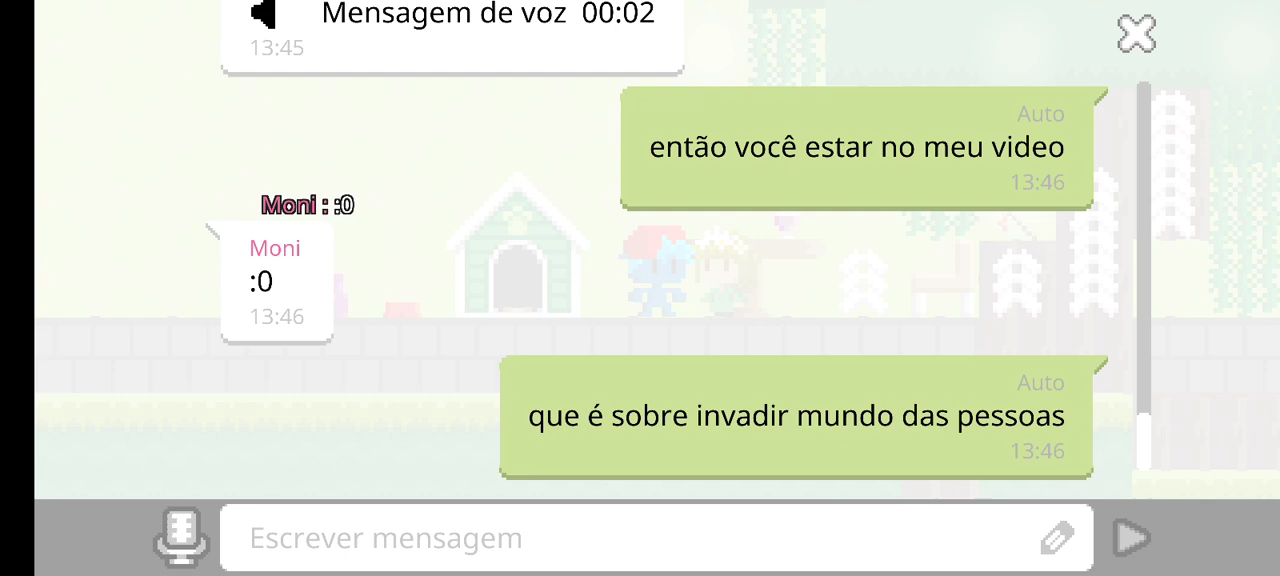 Mensagem de voz 00:02
13:45
Auto
então você estar no meu video
13:46
Moni : :0
Moni
:0
13:46
Auto
que é sobre invadir mundo das pessoas
13:46
Escrever mensagem